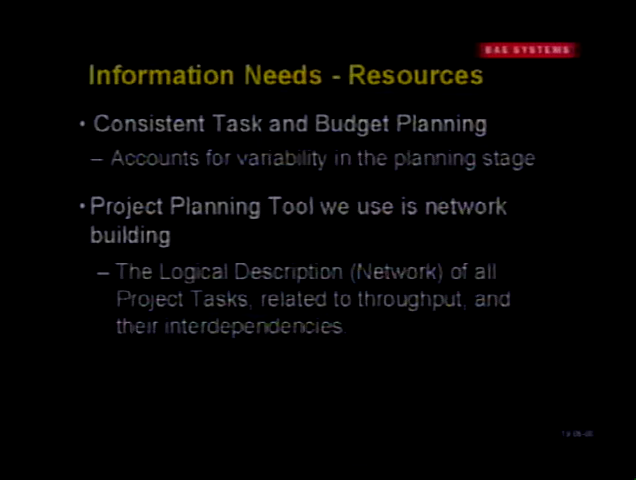 BAE SYSTEMS
Information Needs - Resources
• Consistent Task and Budget Planning
– Accounts for variability in the planning stage
• Project Planning Tool we use is network
building
– The Logical Description (Network) of all
Project Tasks, related to throughput, and
their interdependencies.